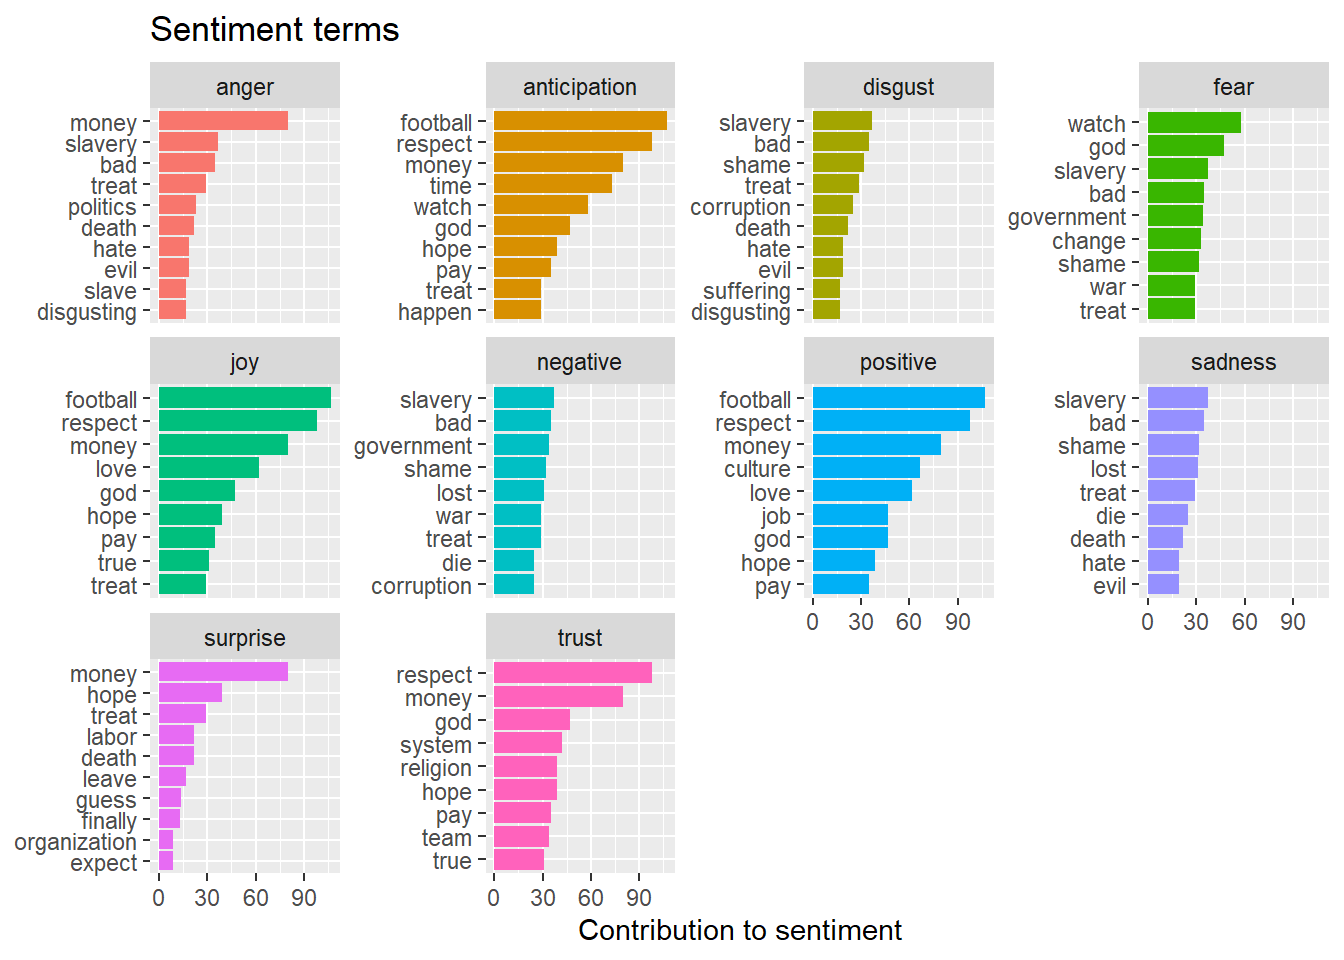 Sentiment terms
anger
money
slavery
bad
treat
politics
death
hate
evil
slave
disgusting
anticipation
football
respect
money
time
watch
god
hope
pay
treat
happen
disgust
slavery
bad
shame
treat
corruption
death
hate
evil
suffering
disgusting
fear
watch
god
slavery
bad
government
change
shame
war
treat
joy
football
respect
money
love
god
hope
pay
true
treat
negative
slavery
bad
government
shame
lost
war
treat
die
corruption
positive
football
respect
money
culture
love
job
god
hope
pay
0 30 60 90
sadness
slavery
bad
shame
lost
treat
die
death
hate
evil
0 30 60 90
surprise
money
hope
treat
labor
death
leave
guess
finally
organization
expect
0 30 60 90
trust
respect
money
god
system
religion
hope
pay
team
true
0 30 60 90
Contribution to sentiment